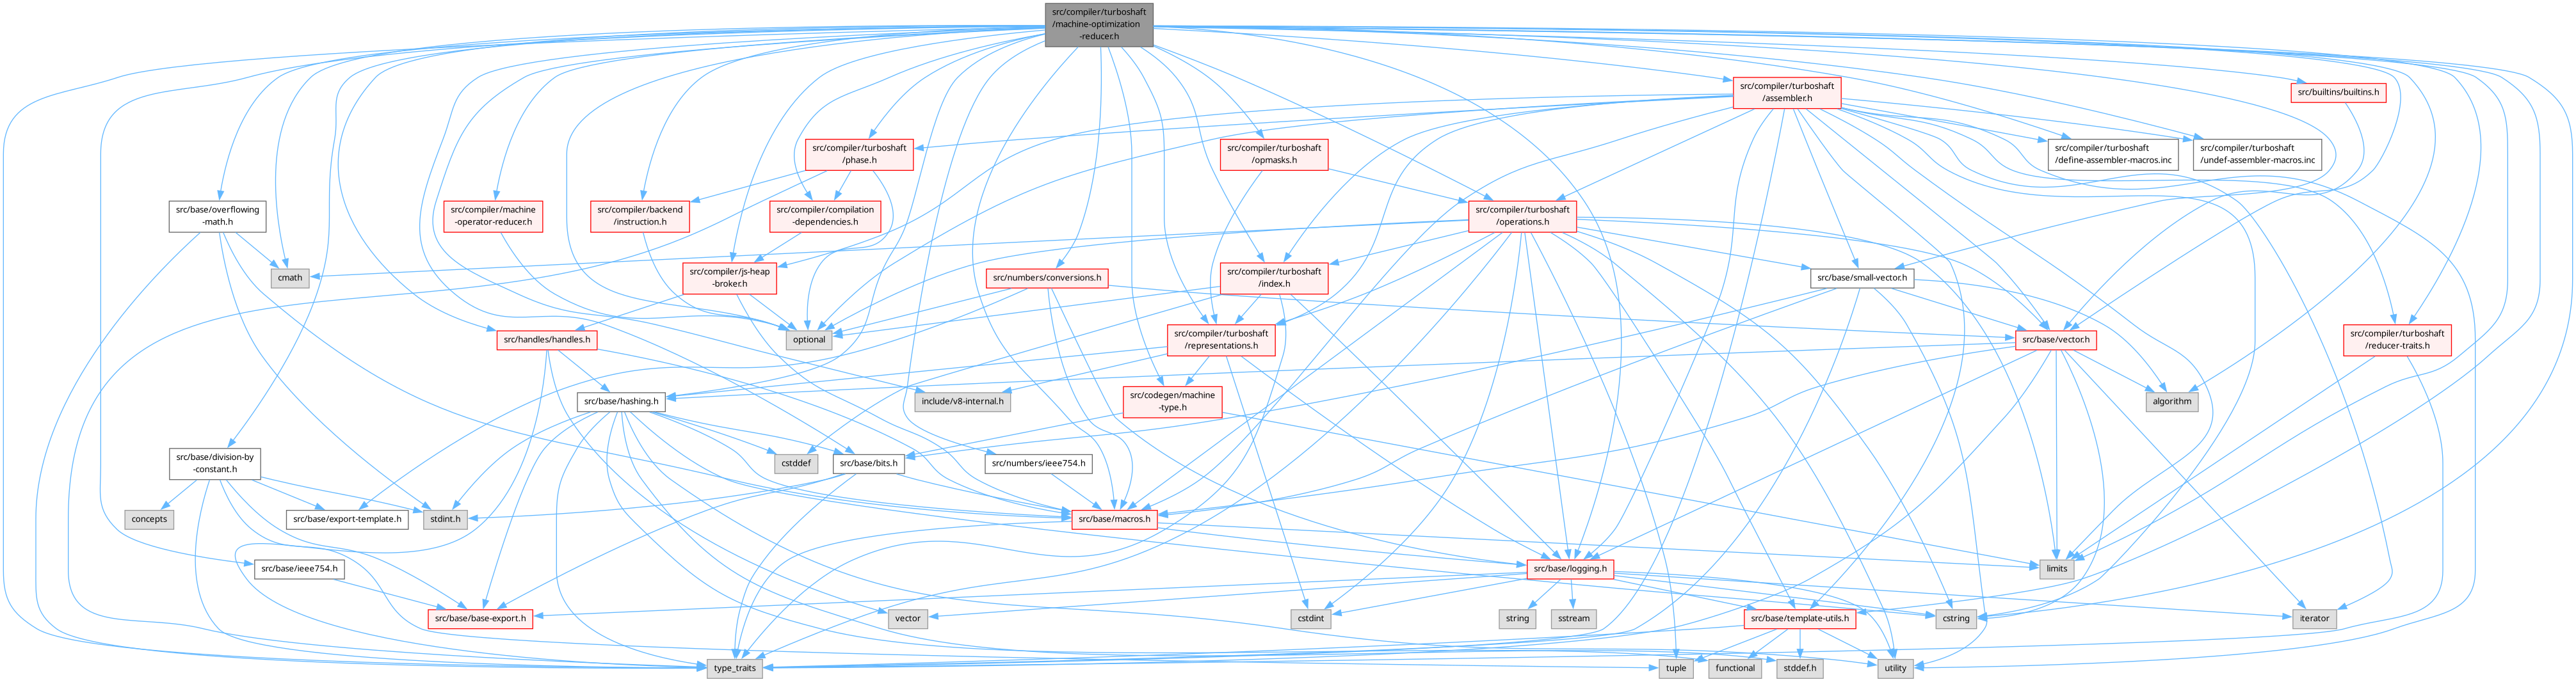 src/compiler/turboshaft
/machine-optimization
-reducer.h
src/compiler/turboshaft
/assembler.h
src/builtins/builtins.h
src/compiler/turboshaft
/phase.h
src/compiler/turboshaft
/opmasks.h
src/compiler/turboshaft
/define-assembler-macros.inc
src/compiler/turboshaft
/undef-assembler-macros.inc
src/base/overflowing
-math.h
src/compiler/machine
-operator-reducer.h
src/compiler/backend
/instruction.h
src/compiler/compilation
-dependencies.h
src/compiler/turboshaft
/operations.h
cmath
src/compiler/js-heap
-broker.h
src/numbers/conversions.h
src/compiler/turboshaft
/index.h
src/base/small-vector.h
src/handles/handles.h
optional
src/compiler/turboshaft
/representations.h
src/base/vector.h
src/compiler/turboshaft
/reducer-traits.h
src/base/hashing.h
include/v8-internal.h
src/codegen/machine
-type.h
algorithm
src/base/division-by
-constant.h
cstddef
src/base/bits.h
src/numbers/ieee754.h
concepts
src/base/export-template.h
stdint.h
src/base/macros.h
src/base/ieee754.h
src/base/logging.h
limits
src/base/base-export.h
vector
cstdint
string
sstream
src/base/template-utils.h
cstring
iterator
type_traits
tuple
functional
stddef.h
utility